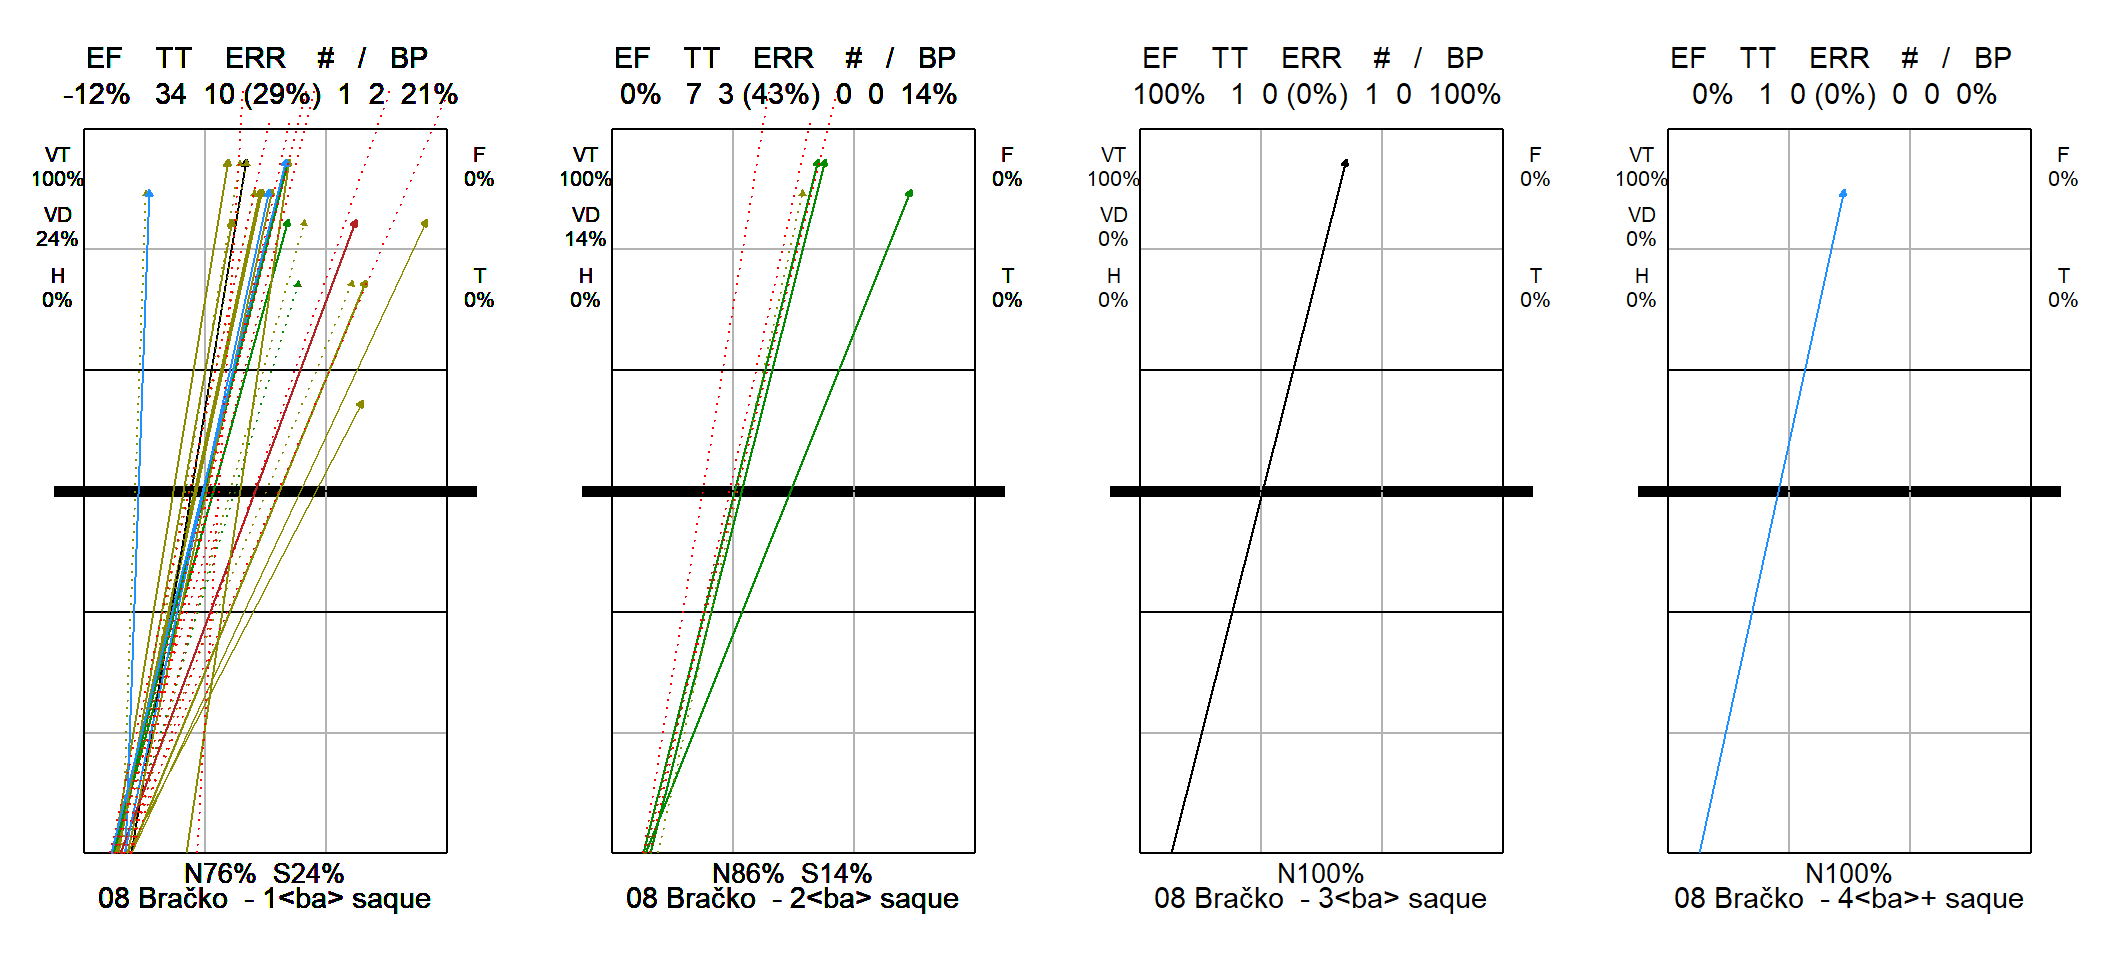 EF TT ERR # / BP
-12% 34 10 (29%) 1 2 21%
VT
100%
VD
24%
H
0%
F
0%
T
0%
N76% S24%
08 Bračko - 1<ba> saque
EF TT ERR # / BP
0% 7 3 (43%) 0 0 14%
VT
100%
VD
14%
H
0%
F
0%
T
0%
N86% S14%
08 Bračko - 2<ba> saque
EF TT ERR # / BP
100% 1 0 (0%) 1 0 100%
VT
100%
VD
0%
H
0%
F
0%
T
0%
N100%
08 Bračko - 3<ba> saque
EF TT ERR # / BP
0% 1 0 (0%) 0 0 0%
VT
100%
VD
0%
H
0%
F
0%
T
0%
N100%
08 Bračko - 4<ba>+ saque